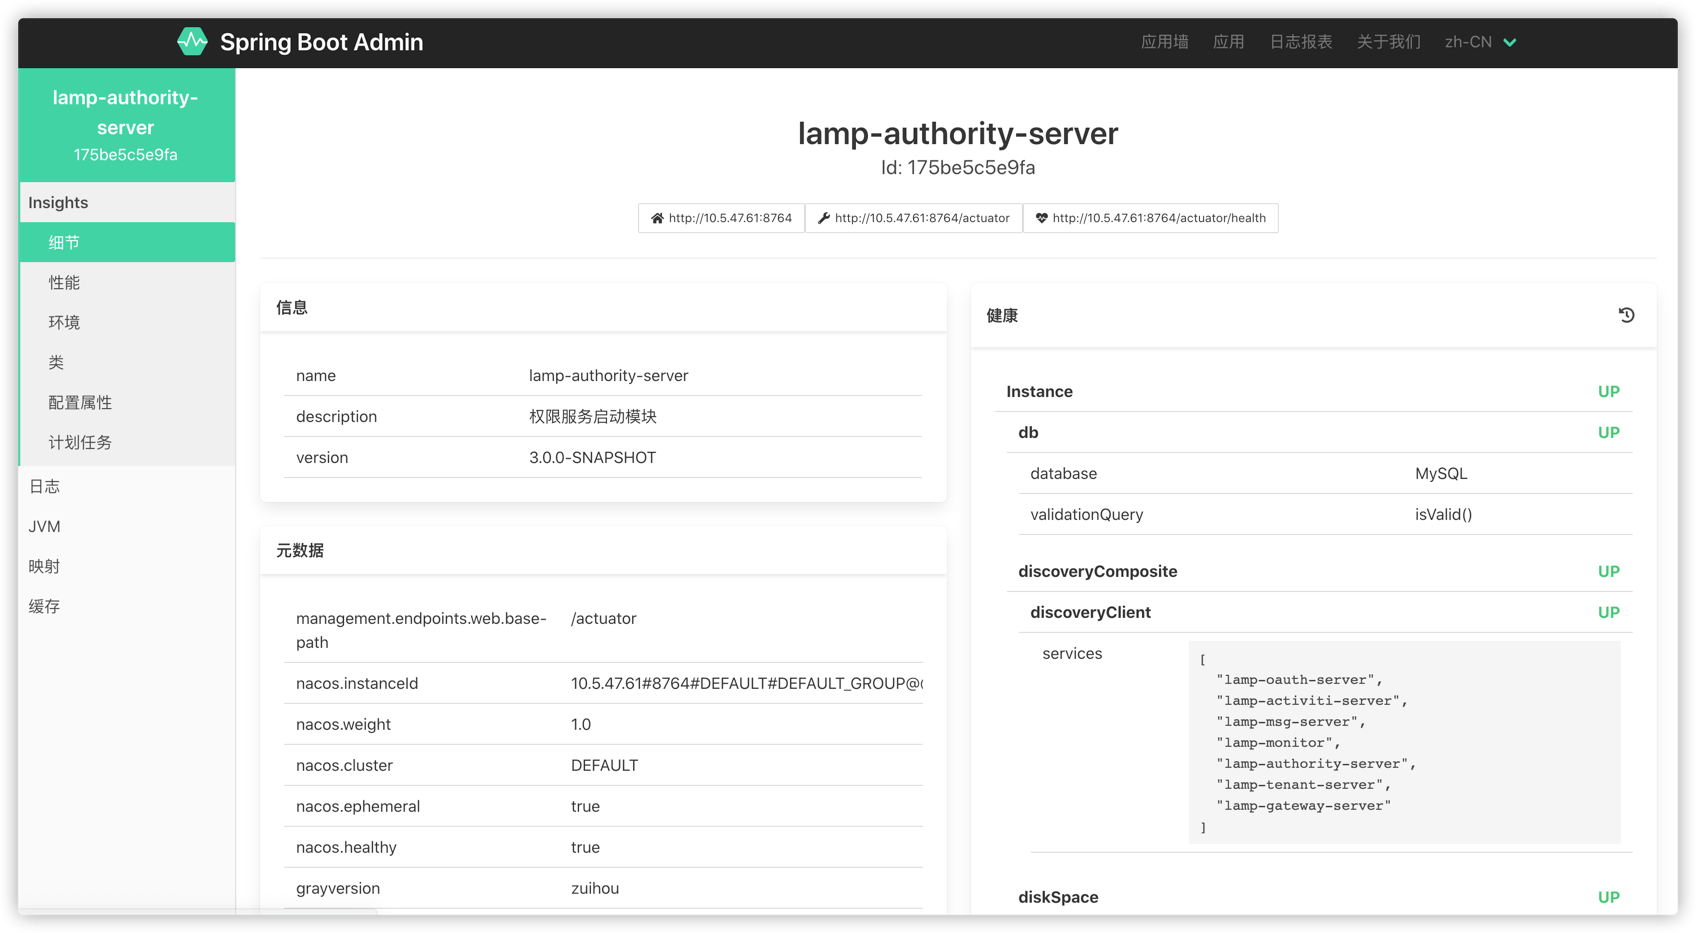 Spring Boot Admin
应用墙 应用 日志报表 关于我们 zh-CN
lamp-authority-
server
175be5c5e9fa
Insights
细节
性能
环境
类
配置属性
计划任务
日志
JVM
映射
缓存
lamp-authority-server
Id: 175be5c5e9fa
http://10.5.47.61:8764 http://10.5.47.61:8764/actuator http://10.5.47.61:8764/actuator/health
信息
name lamp-authority-server
description 权限服务启动模块
version 3.0.0-SNAPSHOT
元数据
management.endpoints.web.base- /actuator
path
nacos.instanceId 10.5.47.61#8764#DEFAULT#DEFAULT_GROUP@
nacos.weight 1.0
nacos.cluster DEFAULT
nacos.ephemeral true
nacos.healthy true
grayversion zuihou
健康
Instance UP
db UP
database MySQL
validationQuery isValid()
discoveryComposite UP
discoveryClient UP
services [
"lamp-oauth-server",
"lamp-activiti-server",
"lamp-msg-server",
"lamp-monitor",
"lamp-authority-server",
"lamp-tenant-server",
"lamp-gateway-server"
]
diskSpace UP